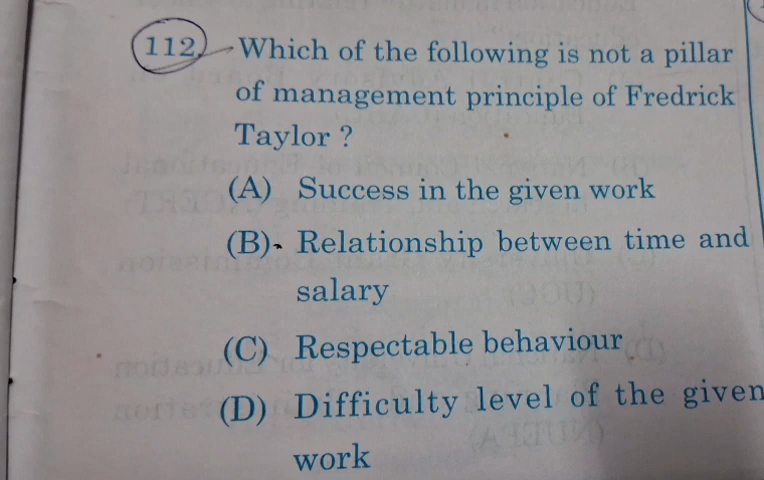 112. Which of the following is not a pillar
of management principle of Fredrick
Taylor ?
(A) Success in the given work
(B) Relationship between time and
salary
(C) Respectable behaviour
(D) Difficulty level of the given
work